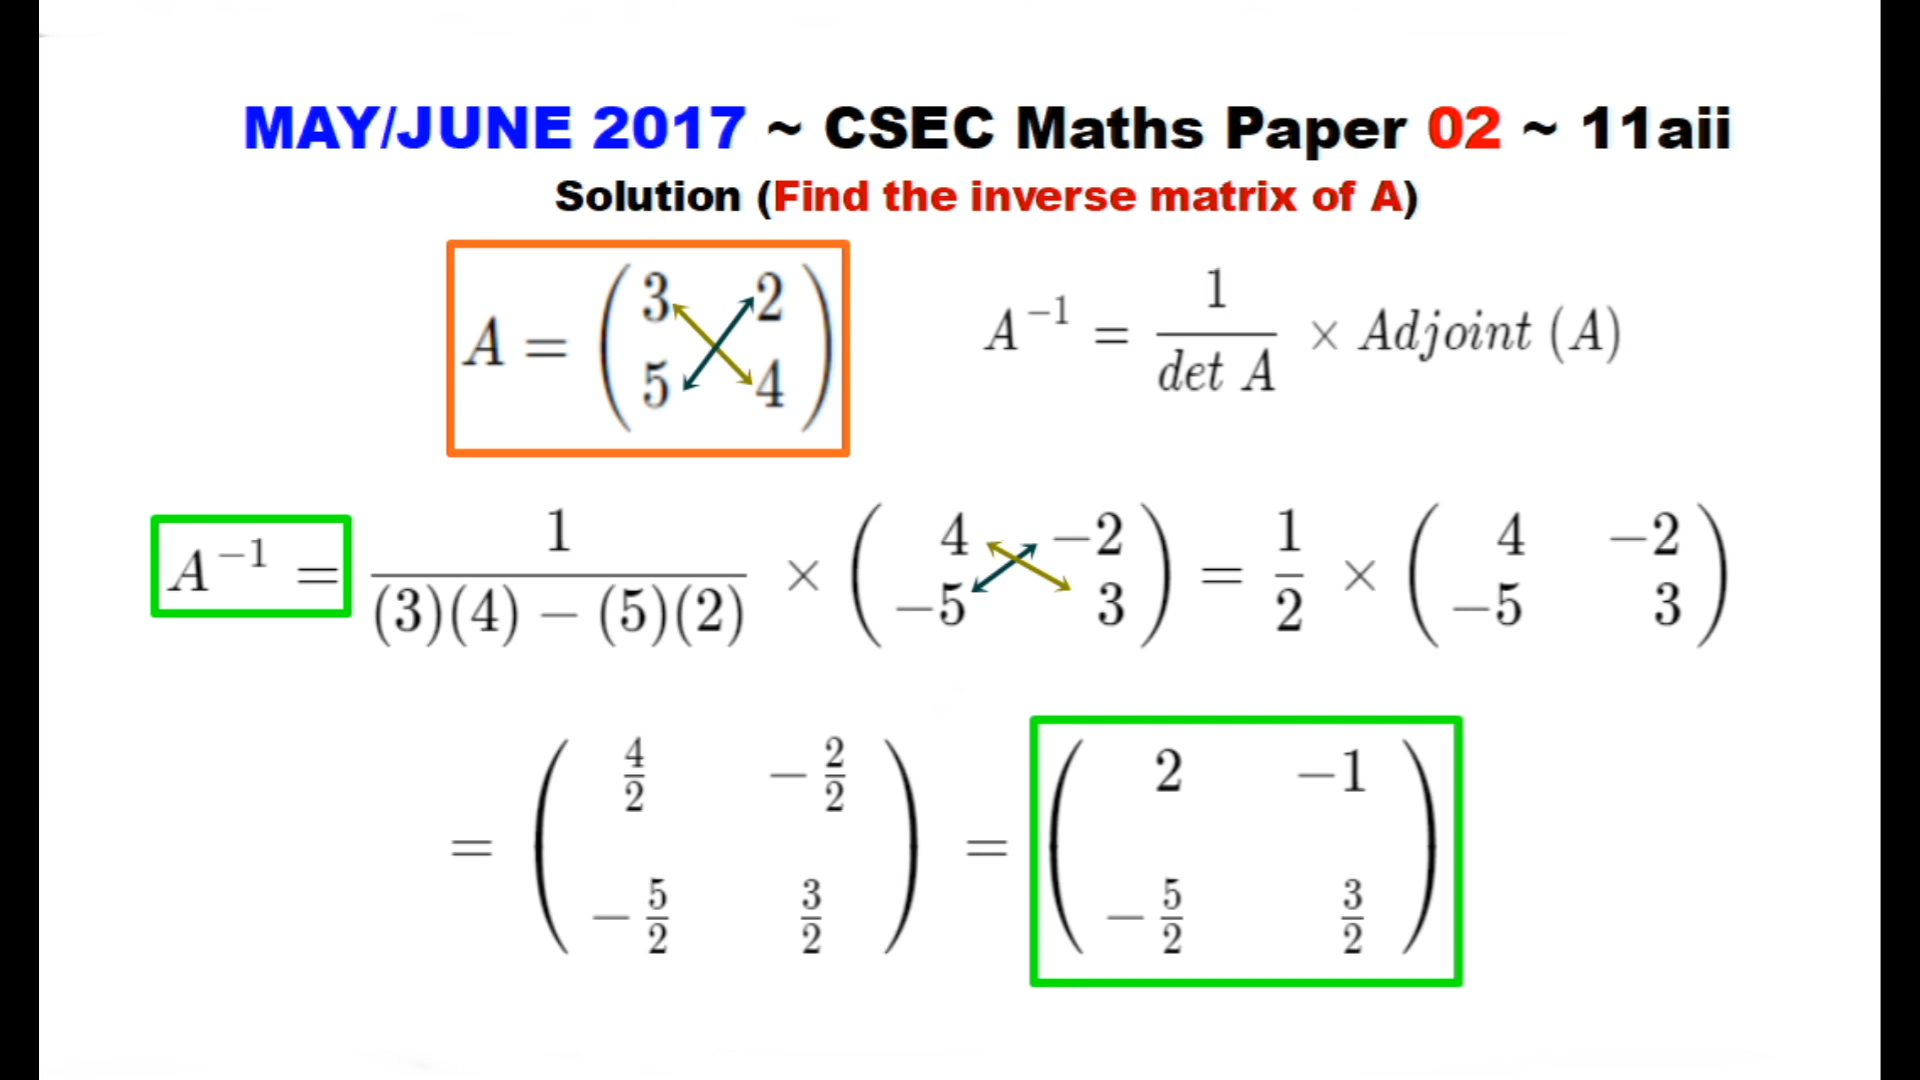 MAY/JUNE 2017 ~ CSEC Maths Paper 02 ~ 11aii
Solution (Find the inverse matrix of A)
A = ( 3 2 ; 5 4 )
A⁻¹ = 1 / det A × Adjoint (A)
A⁻¹ = 1 / (3)(4) − (5)(2) × ( 4 −2 ; −5 3 ) = 1/2 × ( 4 −2 ; −5 3 )
= ( 4/2 −2/2 ; −5/2 3/2 ) = ( 2 −1 ; −5/2 3/2 )